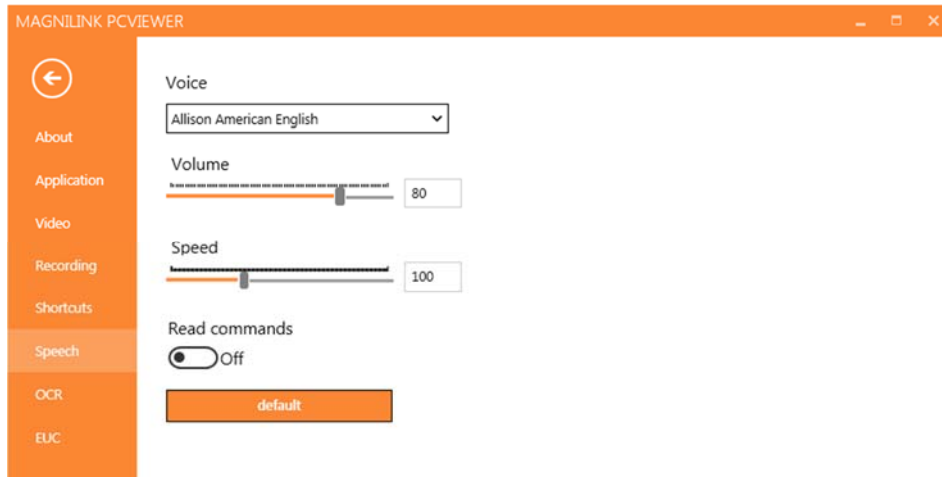 MAGNILINK PCVIEWER
About
Application
Video
Recording
Shortcuts
Speech
OCR
EUC
Voice
Allison American English
Volume
80
Speed
100
Read commands
Off
default